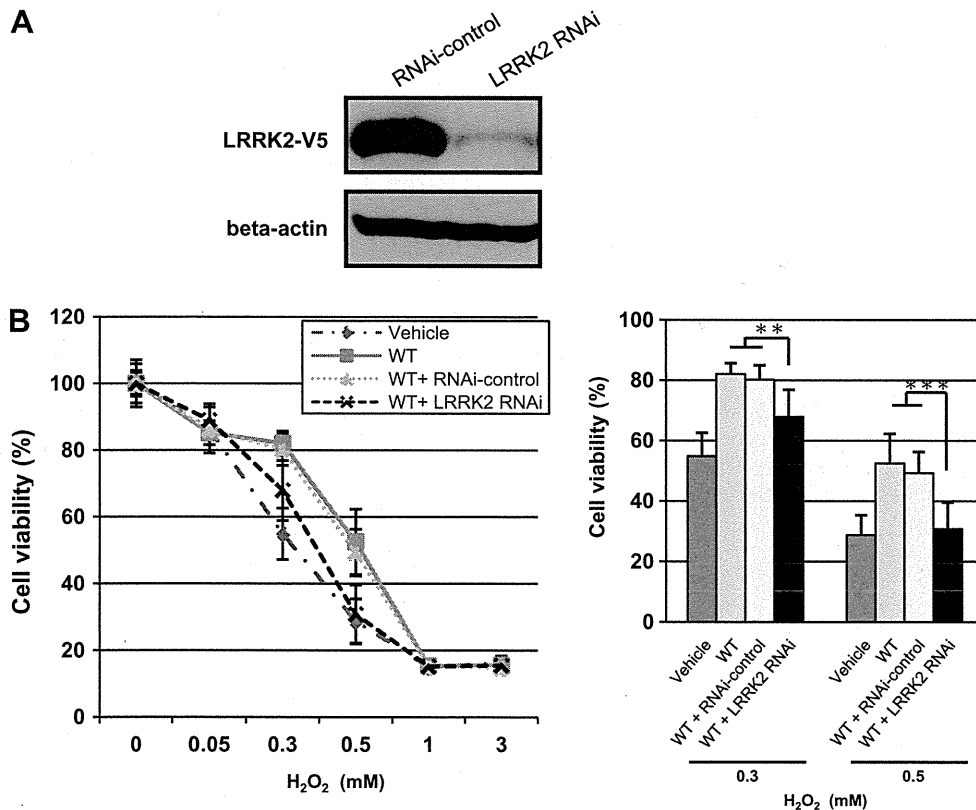 A
RNAi-control
LRRK2 RNAi
LRRK2-V5
beta-actin
B
120
100
80
60
40
20
0
Cell viability (%)
0 0.05 0.3 0.5 1 3
H₂O₂ (mM)
Vehicle
WT
WT+ RNAi-control
WT+ LRRK2 RNAi
100
80
60
40
20
0
Cell viability (%)
**
***
Vehicle
WT
WT + RNAi-control
WT + LRRK2 RNAi
Vehicle
WT
WT + RNAi-control
WT + LRRK2 RNAi
0.3 0.5
H₂O₂ (mM)